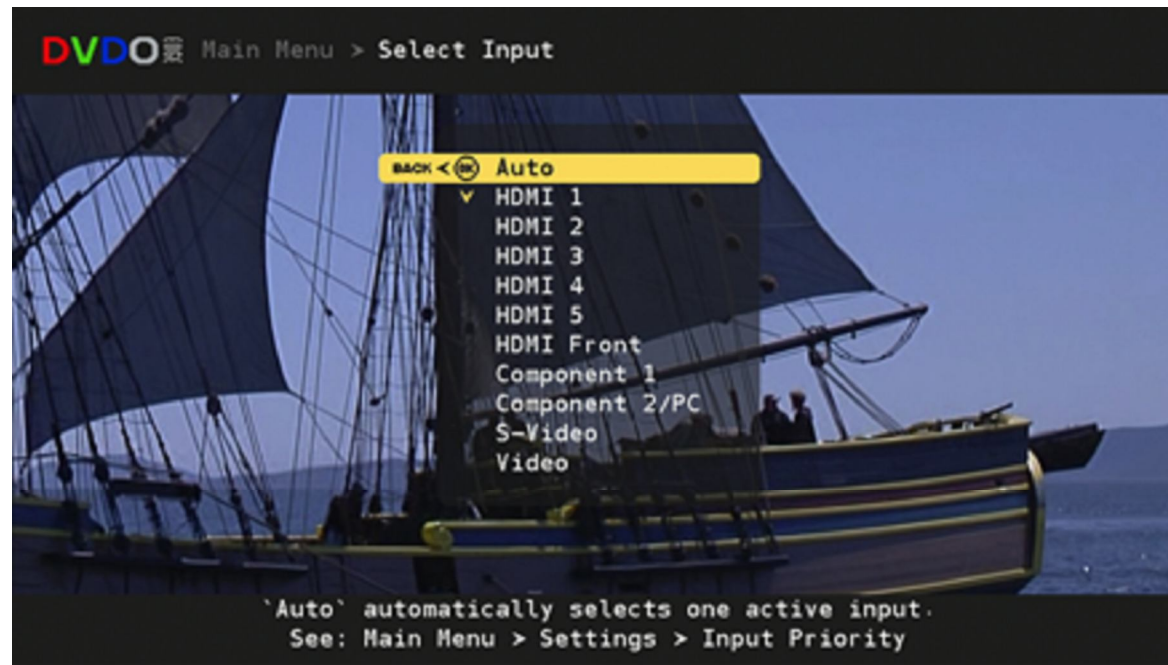 DVDO Main Menu > Select Input
BACK < OK Auto
HDMI 1
HDMI 2
HDMI 3
HDMI 4
HDMI 5
HDMI Front
Component 1
Component 2/PC
S-Video
Video
`Auto` automatically selects one active input.
See: Main Menu > Settings > Input Priority